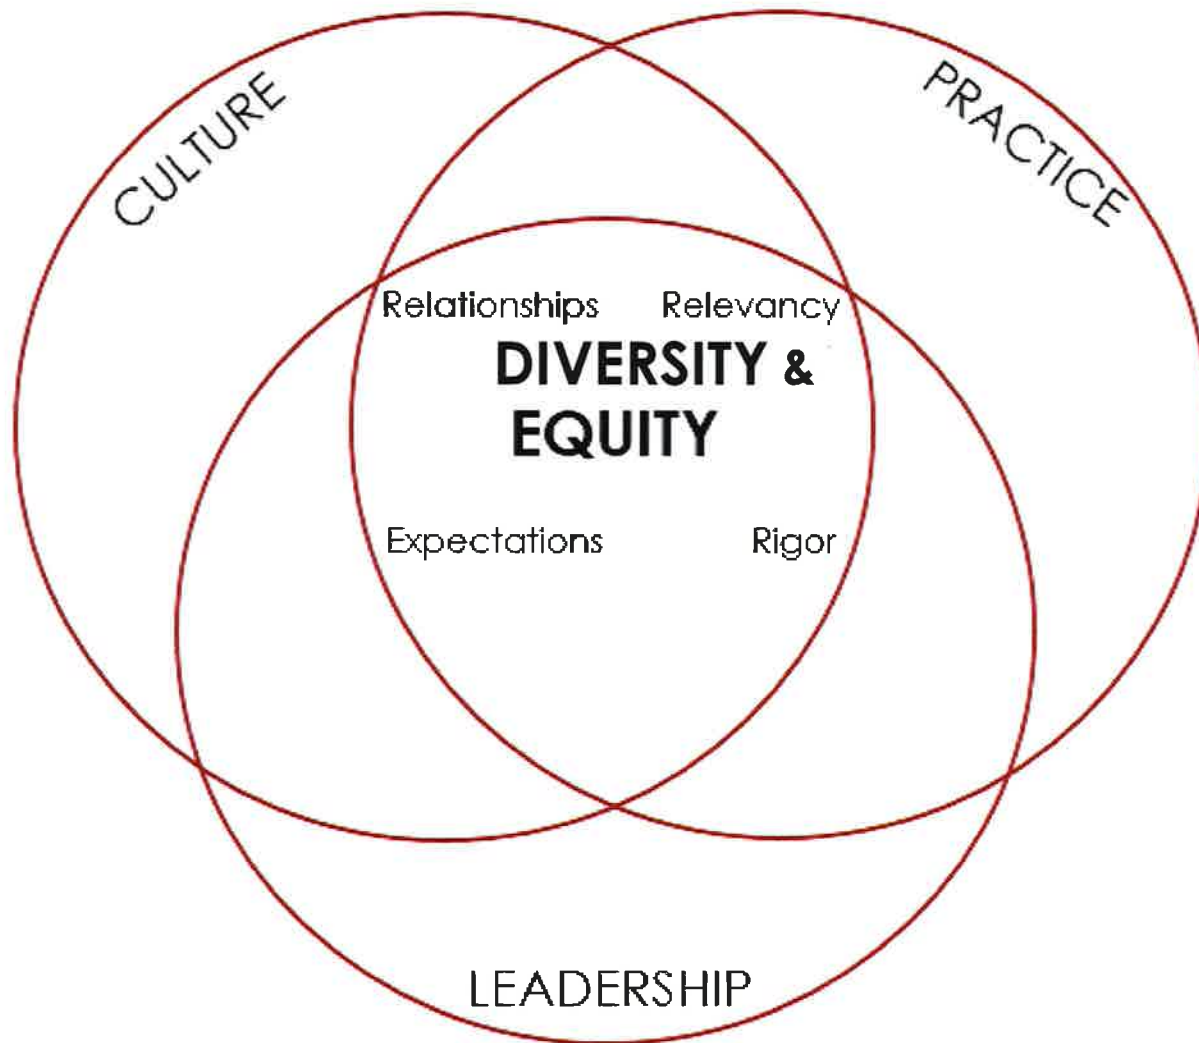 CULTURE
PRACTICE
Relationships Relevancy
DIVERSITY &
EQUITY
Expectations Rigor
LEADERSHIP